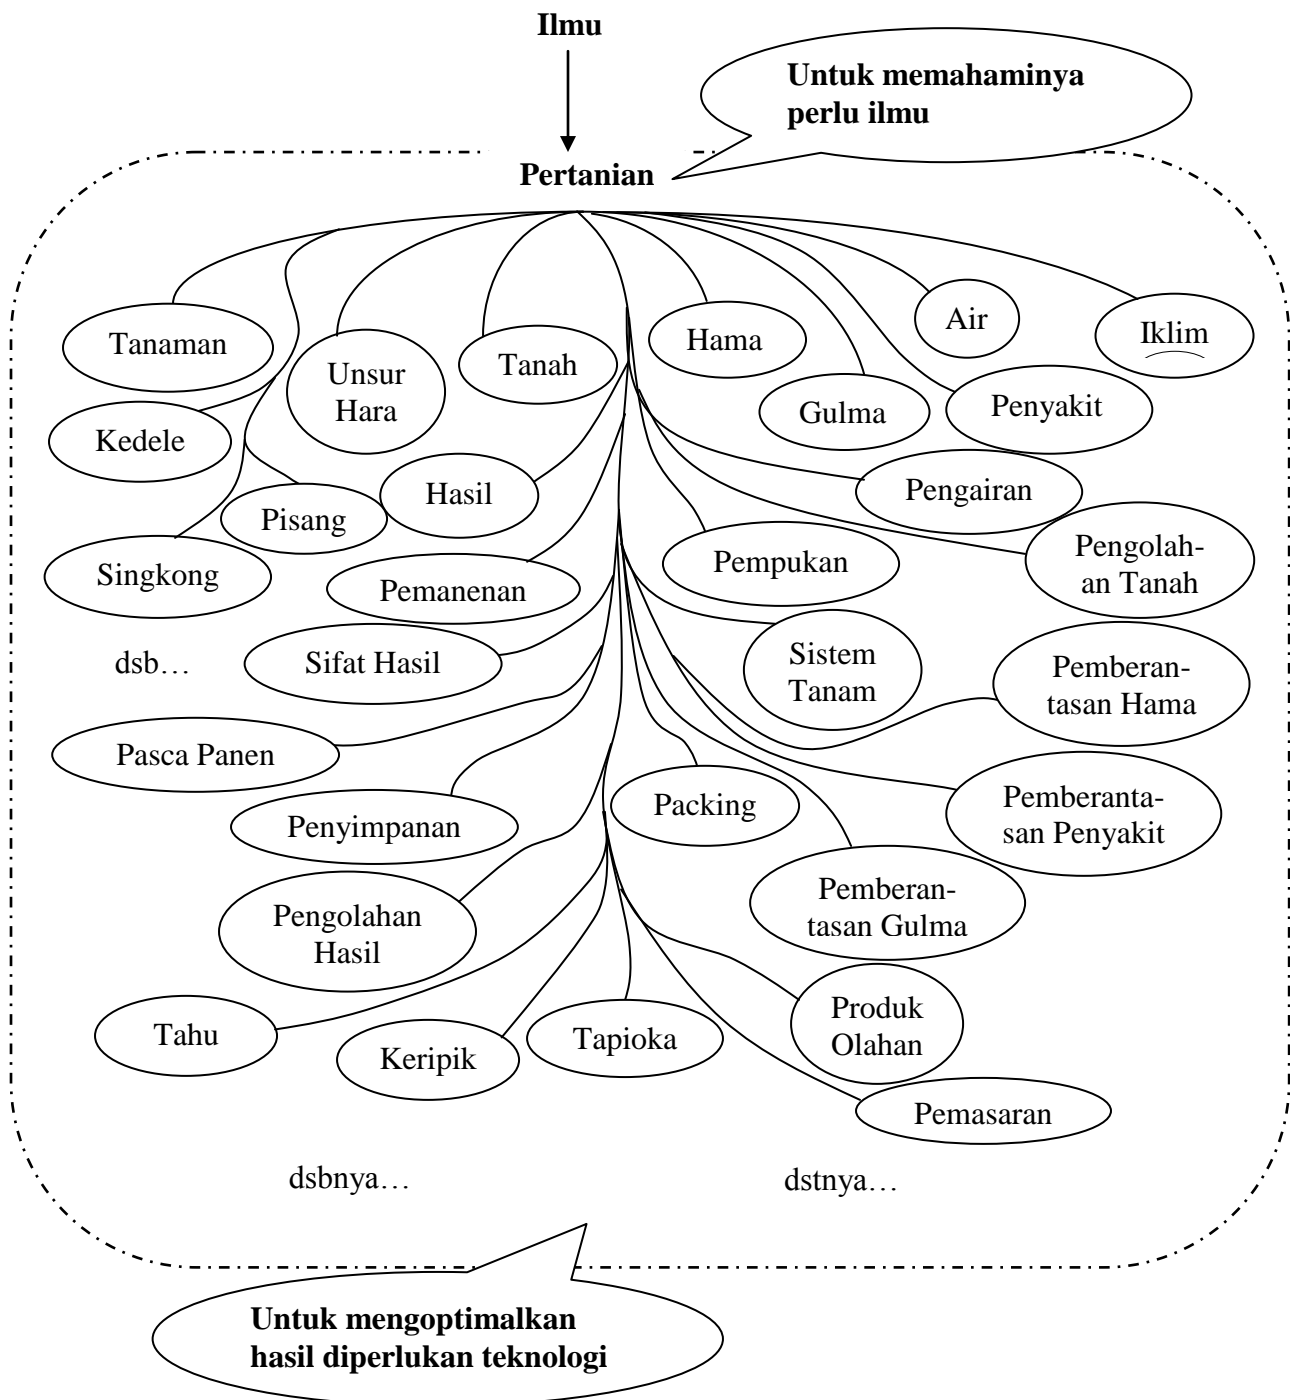 Ilmu
Untuk memahaminya
perlu ilmu
Pertanian
Tanaman
Unsur
Hara
Tanah
Hama
Air
Iklim
Kedele
Gulma
Penyakit
Pisang
Hasil
Pengairan
Singkong
Pemanenan
Pempukan
Pengolah-
an Tanah
dsb…
Sifat Hasil
Sistem
Tanam
Pemberan-
tasan Hama
Pasca Panen
Penyimpanan
Packing
Pemberanta-
san Penyakit
Pengolahan
Hasil
Pemberan-
tasan Gulma
Tahu
Keripik
Tapioka
Produk
Olahan
Pemasaran
dsbnya…
dstnya…
Untuk mengoptimalkan
hasil diperlukan teknologi